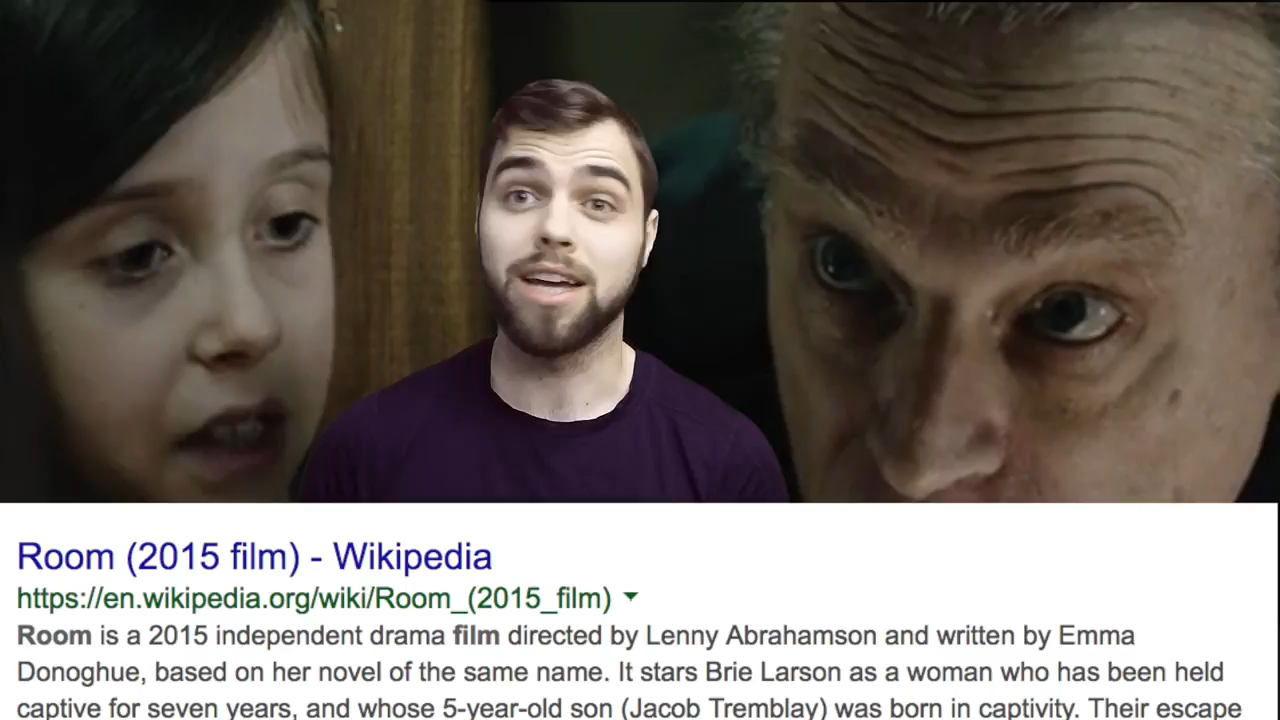 Room (2015 film) - Wikipedia
https://en.wikipedia.org/wiki/Room_(2015_film)
Room is a 2015 independent drama film directed by Lenny Abrahamson and written by Emma
Donoghue, based on her novel of the same name. It stars Brie Larson as a woman who has been held
captive for seven years, and whose 5-year-old son (Jacob Tremblay) was born in captivity. Their escape